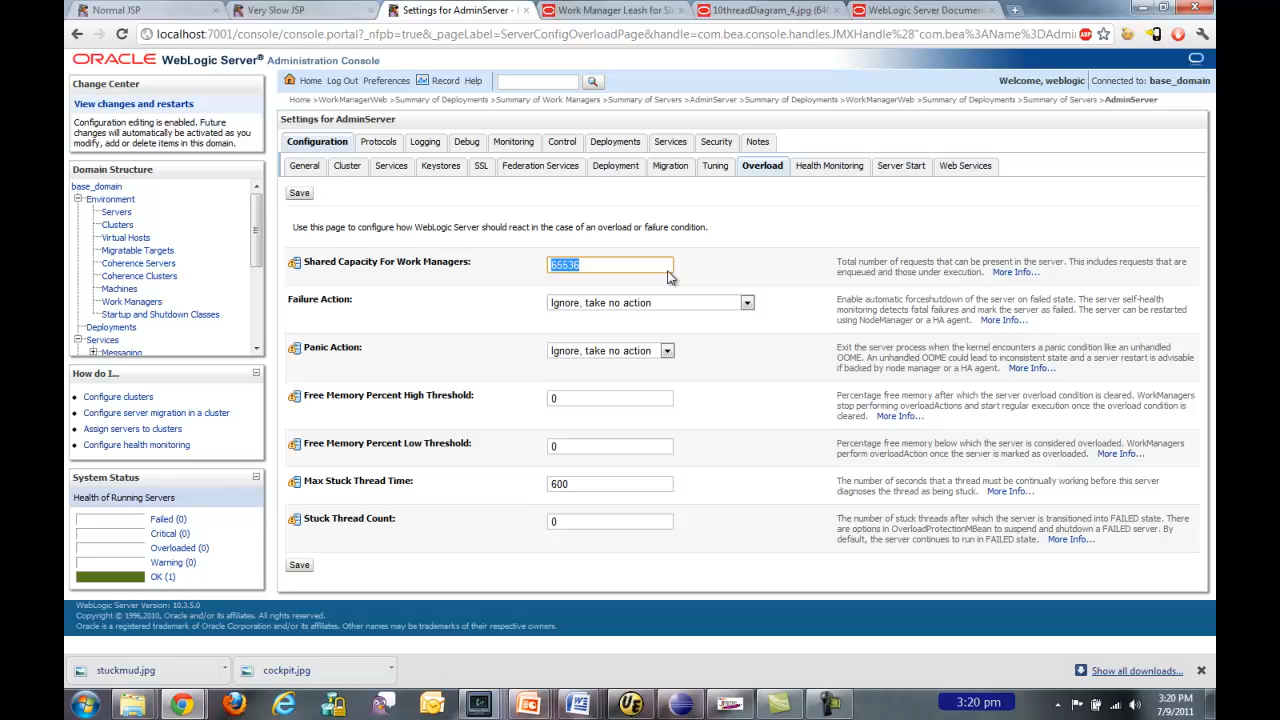 Normal JSP
Very Slow JSP
Settings for AdminServer -
Work Manager Leash for Sl
10threadDiagram_4.jpg (640
WebLogic Server Document
localhost:7001/console/console.portal?_nfpb=true&_pageLabel=ServerConfigOverloadPage&handle=com.bea.console.handles.JMXHandle%28"com.bea%3AName%3DAdmi
ORACLE WebLogic Server® Administration Console
Change Center
View changes and restarts
Configuration editing is enabled. Future
changes will automatically be activated as you
modify, add or delete items in this domain.
Domain Structure
base_domain
Environment
Servers
Clusters
Virtual Hosts
Migratable Targets
Coherence Servers
Coherence Clusters
Machines
Work Managers
Startup and Shutdown Classes
Deployments
Services
Messaging
How do I...
Configure clusters
Configure server migration in a cluster
Assign servers to clusters
Configure health monitoring
System Status
Health of Running Servers
Failed (0)
Critical (0)
Overloaded (0)
Warning (0)
OK (1)
Home Log Out Preferences Record Help
Welcome, weblogic Connected to: base_domain
Home >WorkManagerWeb >Summary of Deployments >Summary of Work Managers >Summary of Servers >AdminServer >Summary of Deployments >WorkManagerWeb >Summary of Deployments >Summary of Servers >AdminServer
Settings for AdminServer
Configuration Protocols Logging Debug Monitoring Control Deployments Services Security Notes
General Cluster Services Keystores SSL Federation Services Deployment Migration Tuning Overload Health Monitoring Server Start Web Services
Save
Use this page to configure how WebLogic Server should react in the case of an overload or failure condition.
Shared Capacity For Work Managers:
65536
Total number of requests that can be present in the server. This includes requests that are
enqueued and those under execution. More Info...
Failure Action:
Ignore, take no action
Enable automatic forceshutdown of the server on failed state. The server self-health
monitoring detects fatal failures and mark the server as failed. The server can be restarted
using NodeManager or a HA agent. More Info...
Panic Action:
Ignore, take no action
Exit the server process when the kernel encounters a panic condition like an unhandled
OOME. An unhandled OOME could lead to inconsistent state and a server restart is advisable
if backed by node manager or a HA agent. More Info...
Free Memory Percent High Threshold:
0
Percentage free memory after which the server overload condition is cleared. WorkManagers
stop performing overloadActions and start regular execution once the overload condition is
cleared. More Info...
Free Memory Percent Low Threshold:
0
Percentage free memory below which the server is considered overloaded. WorkManagers
perform overloadAction once the server is marked as overloaded. More Info...
Max Stuck Thread Time:
600
The number of seconds that a thread must be continually working before this server
diagnoses the thread as being stuck. More Info...
Stuck Thread Count:
0
The number of stuck threads after which the server is transitioned into FAILED state. There
are options in OverloadProtectionMBean to suspend and shutdown a FAILED server. By
default, the server continues to run in FAILED state. More Info...
Save
WebLogic Server Version: 10.3.5.0
Copyright © 1996,2010, Oracle and/or its affiliates. All rights reserved.
Oracle is a registered trademark of Oracle Corporation and/or its affiliates. Other names may be trademarks of their respective owners.
stuckmud.jpg
cockpit.jpg
Show all downloads...
3:20 pm
3:20 PM
7/9/2011